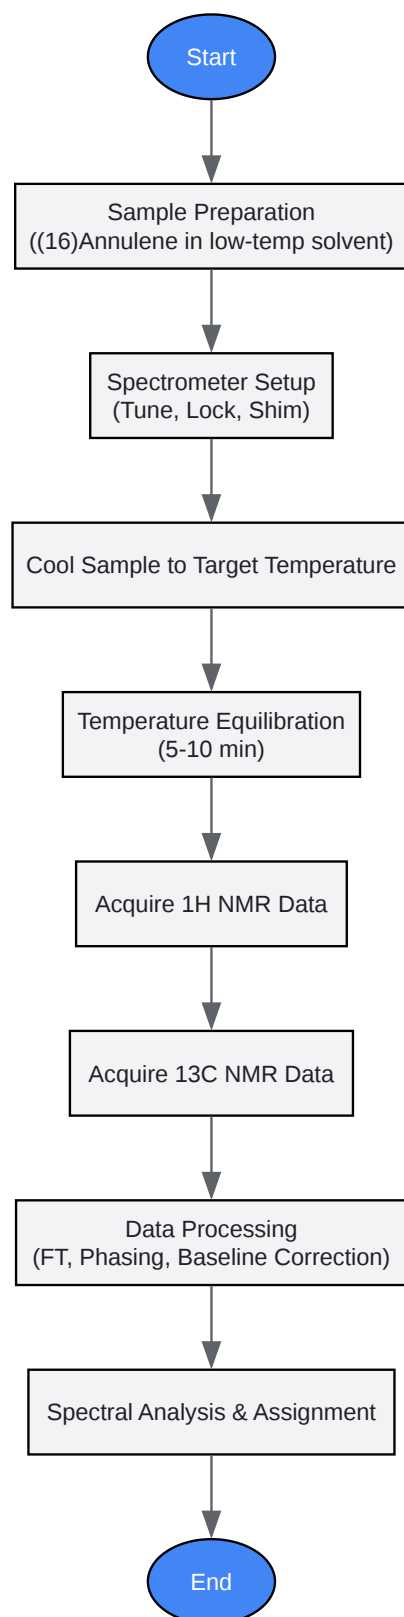 Start
Sample Preparation
((16)Annulene in low-temp solvent)
Spectrometer Setup
(Tune, Lock, Shim)
Cool Sample to Target Temperature
Temperature Equilibration
(5-10 min)
Acquire 1H NMR Data
Acquire 13C NMR Data
Data Processing
(FT, Phasing, Baseline Correction)
Spectral Analysis & Assignment
End